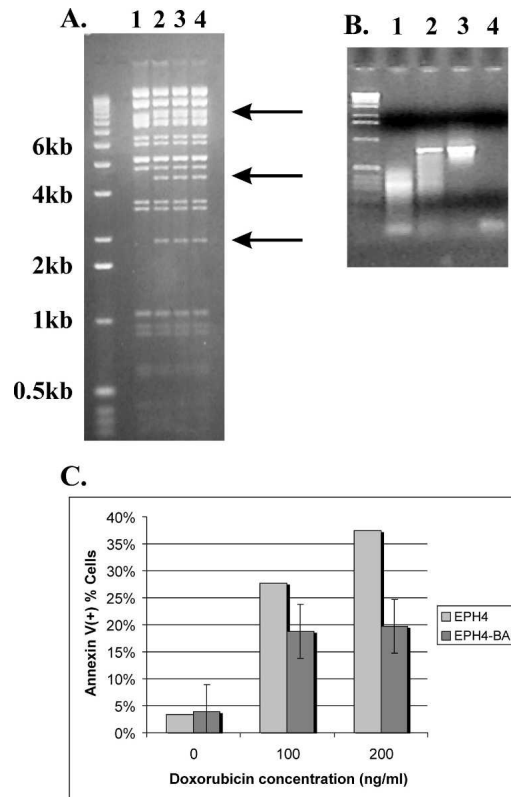 A.
1 2 3 4
6kb
4kb
2kb
1kb
0.5kb
B.
1 2 3 4
C.
40%
35%
30%
25%
20%
15%
10%
5%
0%
Annexin V(+) % Cells
0 100 200
Doxorubicin concentration (ng/ml)
EPH4
EPH4-BA